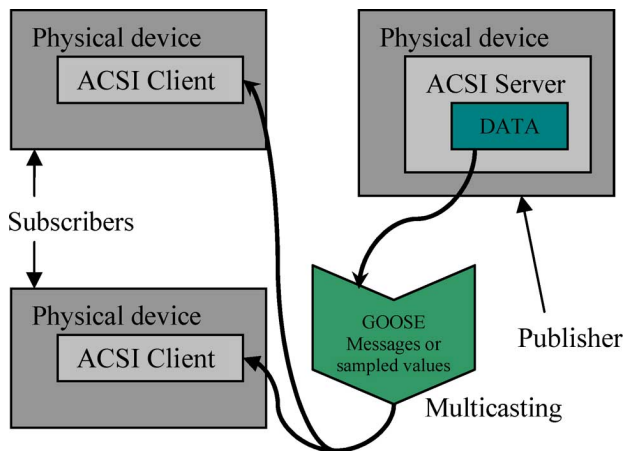 Physical device
ACSI Client
Physical device
ACSI Server
DATA
Subscribers
Physical device
ACSI Client
GOOSE
Messages or
sampled values
Publisher
Multicasting